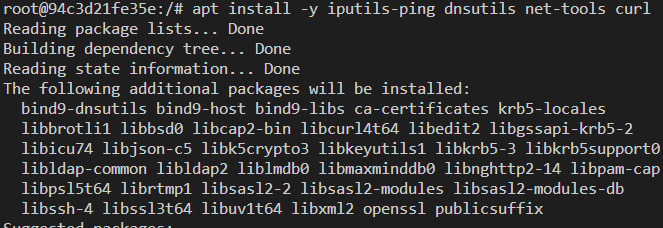 root@94c3d21fe35e:/# apt install -y iputils-ping dnsutils net-tools curl
Reading package lists... Done
Building dependency tree... Done
Reading state information... Done
The following additional packages will be installed:
bind9-dnsutils bind9-host bind9-libs ca-certificates krb5-locales
libbrotli1 libbsd0 libcap2-bin libcurl4t64 libedit2 libgssapi-krb5-2
libicu74 libjson-c5 libk5crypto3 libkeyutils1 libkrb5-3 libkrb5support0
libldap-common libldap2 liblmdb0 libmaxminddb0 libnghttp2-14 libpam-cap
libpsl5t64 librtmp1 libsasl2-2 libsasl2-modules libsasl2-modules-db
libssh-4 libssl3t64 libuv1t64 libxml2 openssl publicsuffix
Suggested packages: